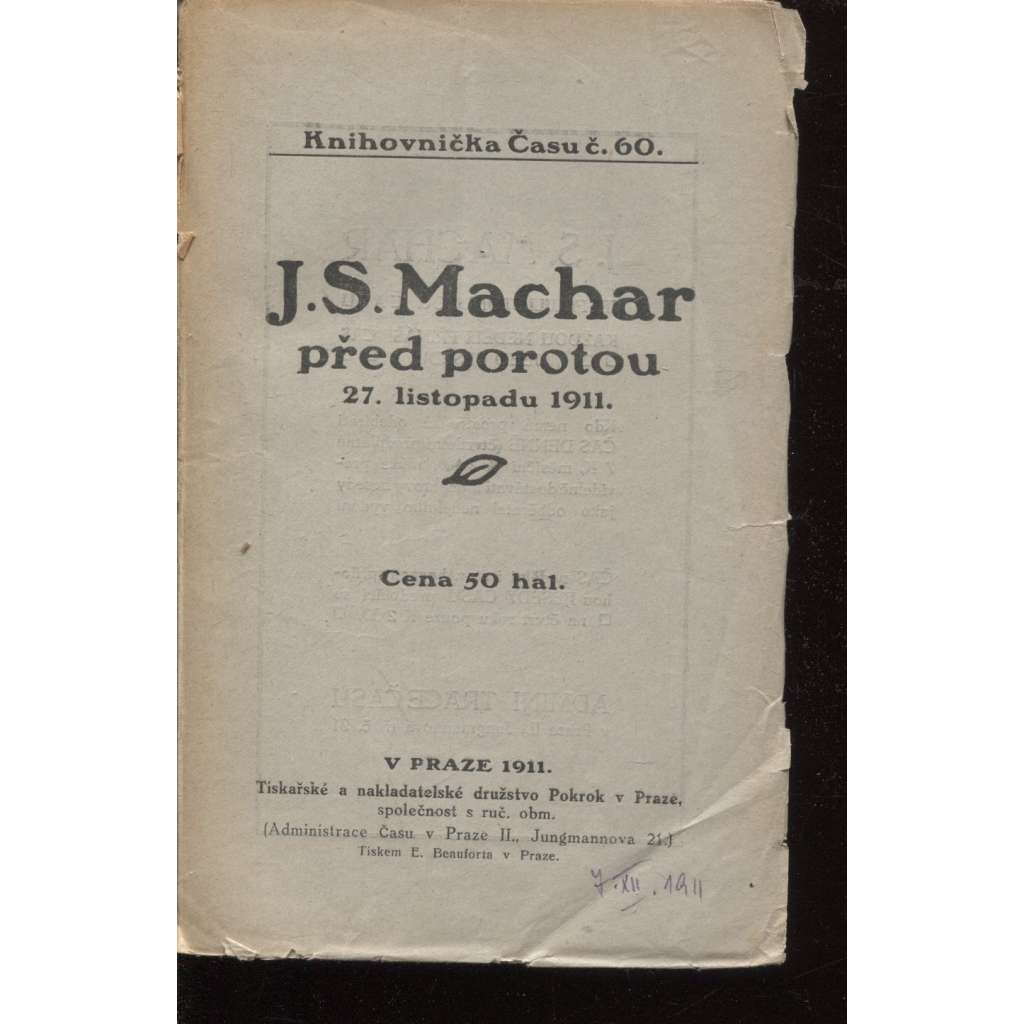 Knihovnička Času č. 60.
J. S. Machar
před porotou
27. listopadu 1911.
Cena 50 hal.
V PRAZE 1911.
Tiskařské a nakladatelské družstvo Pokrok v Praze,
společnost s ruč. obm.
(Administrace Času v Praze II., Jungmannova 21.)
Tiskem E. Beauforta v Praze.
7. XII. 1911